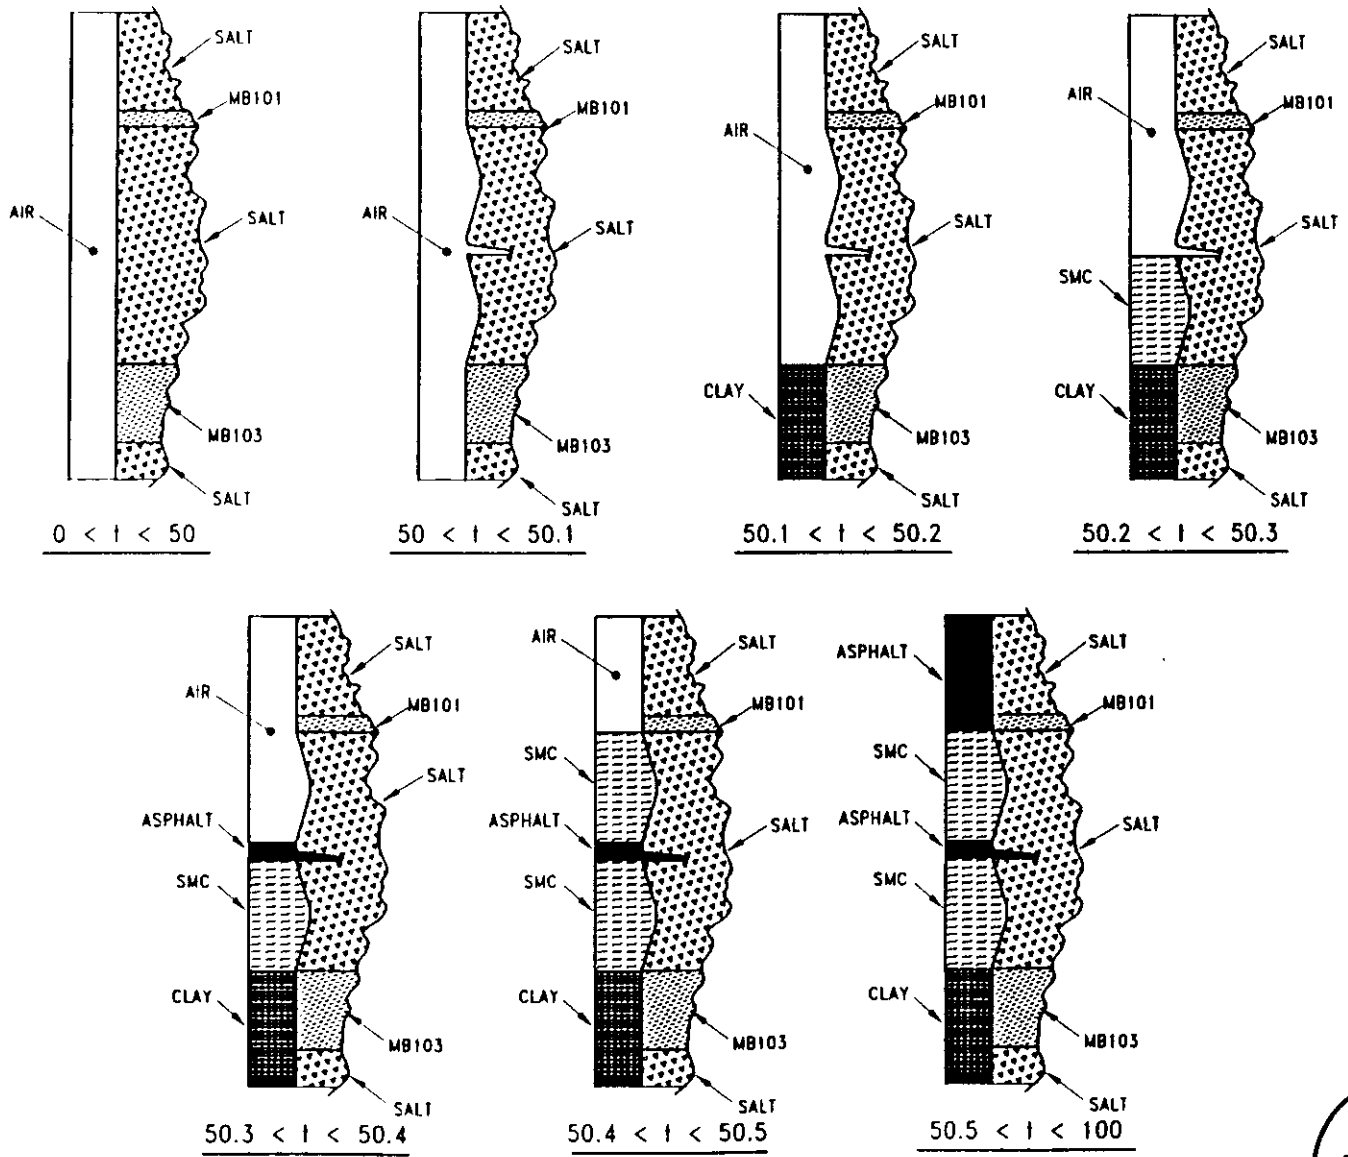 SALT
MB101
AIR
SALT
MB103
SALT
0 < t < 50
SALT
MB101
AIR
SALT
MB103
SALT
50 < t < 50.1
SALT
MB101
AIR
SALT
CLAY
MB103
SALT
50.1 < t < 50.2
SALT
AIR
MB101
SALT
SMC
CLAY
MB103
SALT
50.2 < t < 50.3
SALT
AIR
MB101
SALT
ASPHALT
SMC
CLAY
MB103
SALT
50.3 < t < 50.4
AIR
SALT
MB101
SMC
ASPHALT
SALT
SMC
CLAY
MB103
SALT
50.4 < t < 50.5
ASPHALT
SALT
MB101
SMC
ASPHALT
SALT
SMC
CLAY
MB103
SALT
50.5 < t < 100